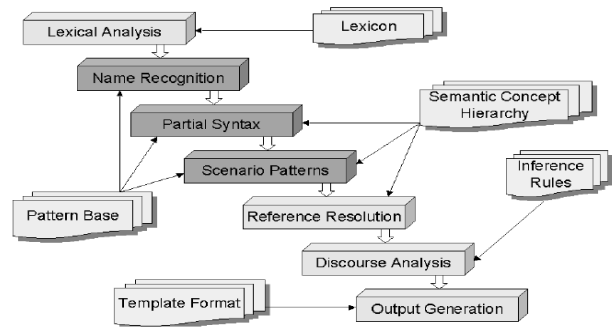 Lexical Analysis
Lexicon
Name Recognition
Partial Syntax
Semantic Concept
Hierarchy
Scenario Patterns
Inference
Rules
Pattern Base
Reference Resolution
Discourse Analysis
Template Format
Output Generation